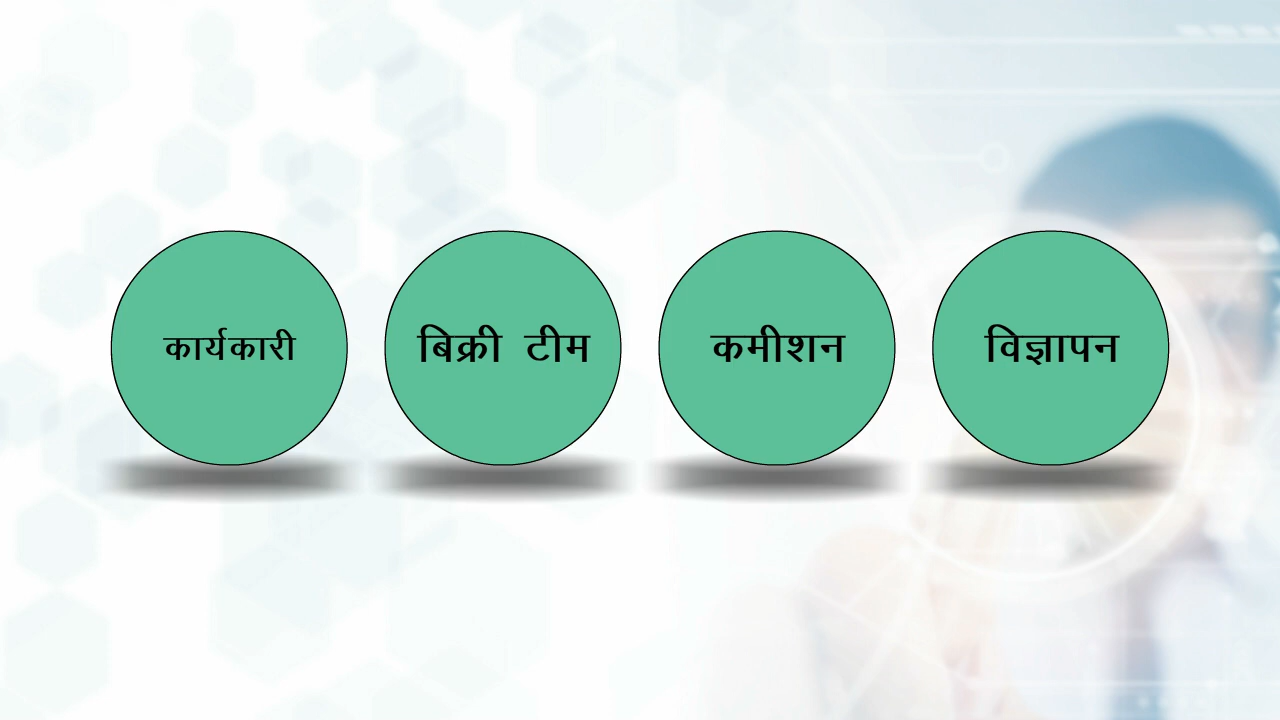 कार्यकारी
बिक्री टीम
कमीशन
विज्ञापन